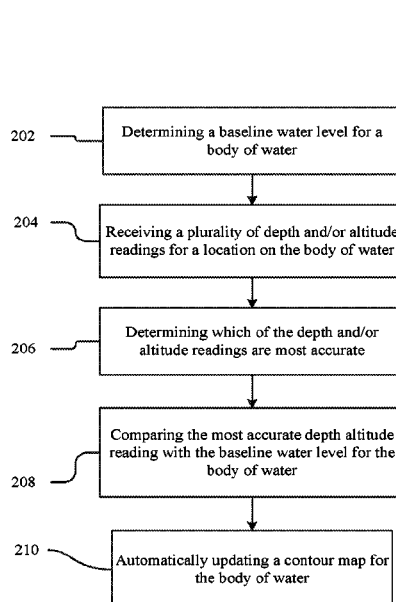 202
Determining a baseline water level for a
body of water
204
Receiving a plurality of depth and/or altitude
readings for a location on the body of water
206
Determining which of the depth and/or
altitude readings are most accurate
208
Comparing the most accurate depth altitude
reading with the baseline water level for the
body of water
210
Automatically updating a contour map for
the body of water